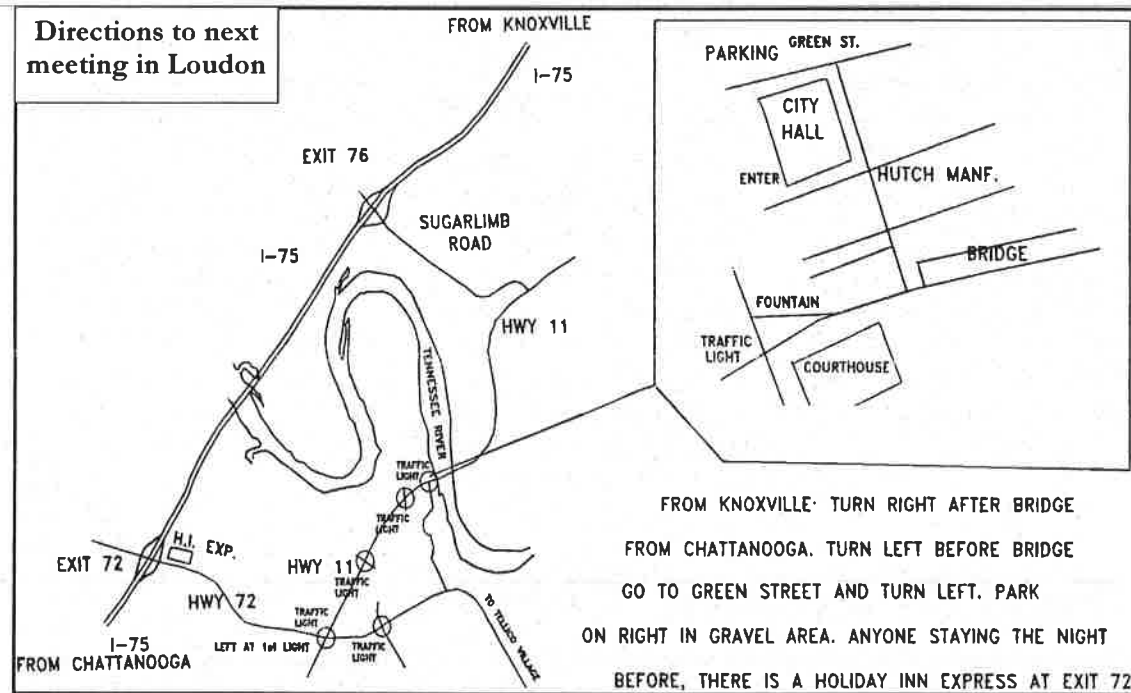 Directions to next
meeting in Loudon
FROM KNOXVILLE
I-75
EXIT 76
SUGARLIMB
ROAD
I-75
HWY 11
TENNESSEE RIVER
TRAFFIC
LIGHT
TRAFFIC
LIGHT
H.I. EXP.
EXIT 72
HWY 11
TRAFFIC
LIGHT
HWY 72
TRAFFIC
LIGHT
LEFT AT 1st LIGHT
TRAFFIC
LIGHT
TO TELLICO VILLAGE
I-75
FROM CHATTANOOGA
PARKING
GREEN ST.
CITY
HALL
ENTER
HUTCH MANF.
BRIDGE
FOUNTAIN
TRAFFIC
LIGHT
COURTHOUSE
FROM KNOXVILLE· TURN RIGHT AFTER BRIDGE
FROM CHATTANOOGA. TURN LEFT BEFORE BRIDGE
GO TO GREEN STREET AND TURN LEFT. PARK
ON RIGHT IN GRAVEL AREA. ANYONE STAYING THE NIGHT
BEFORE, THERE IS A HOLIDAY INN EXPRESS AT EXIT 72